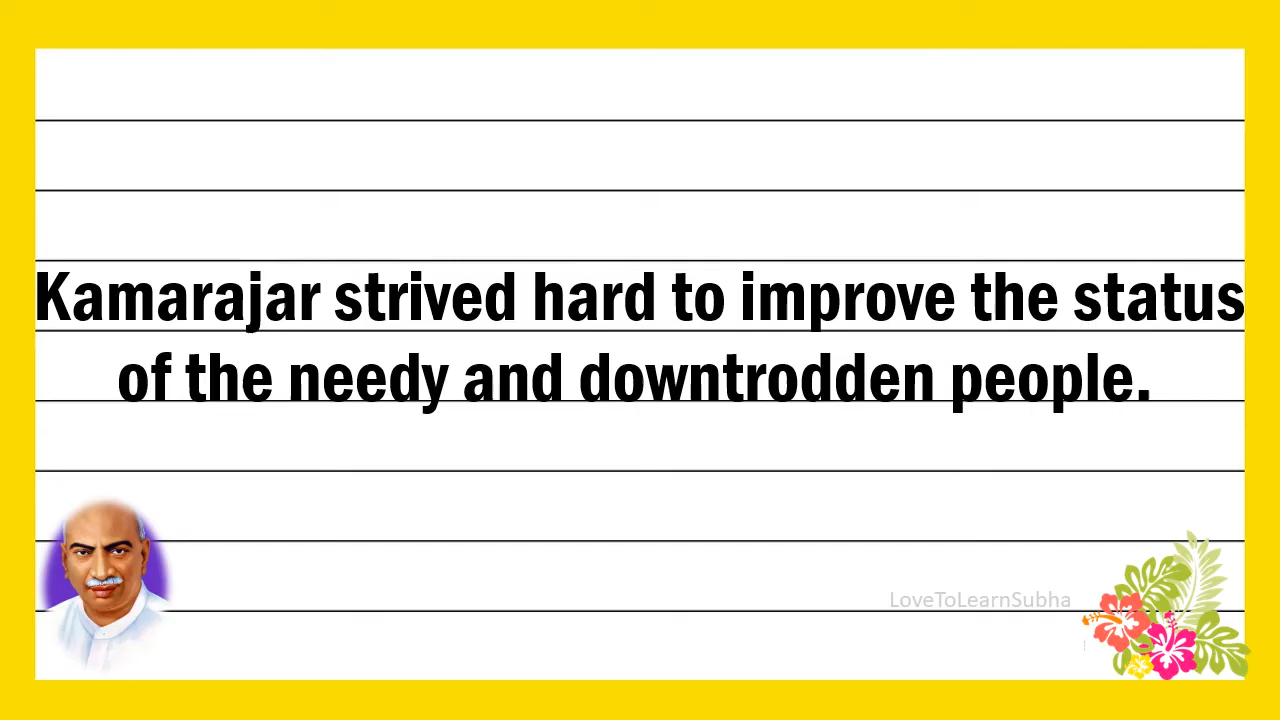 Kamarajar strived hard to improve the status
of the needy and downtrodden people.
LoveToLearnSubha